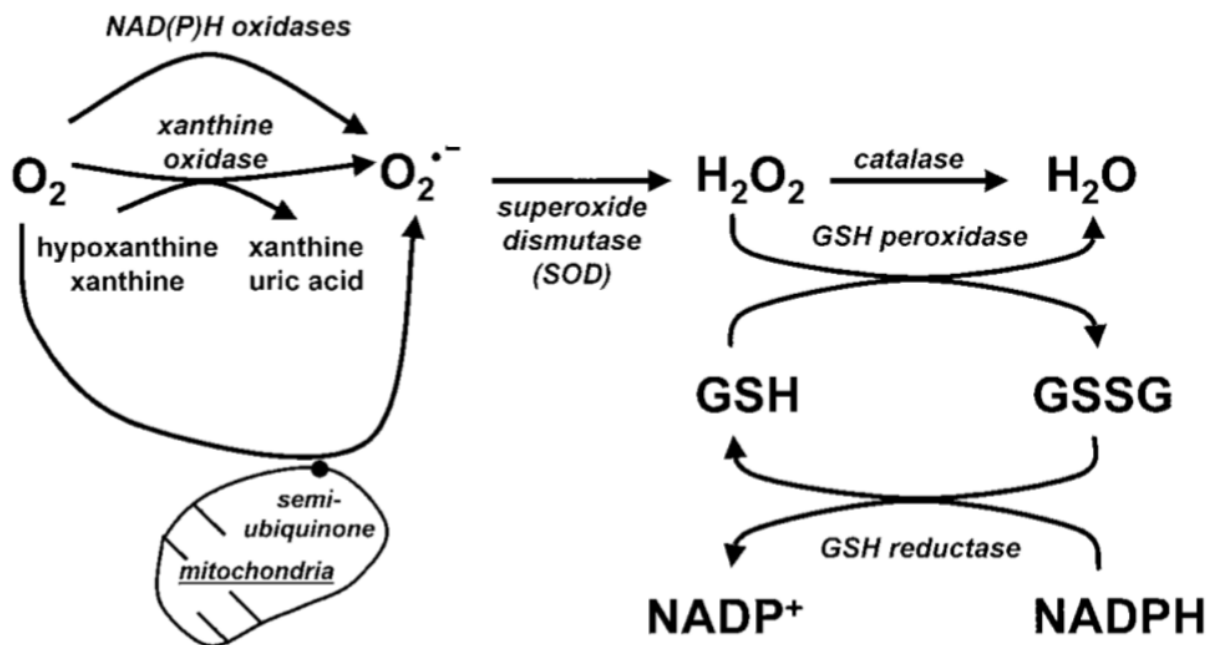 NAD(P)H oxidases
xanthine
oxidase
O₂
O₂•−
hypoxanthine
xanthine
xanthine
uric acid
superoxide
dismutase
(SOD)
H₂O₂
catalase
H₂O
GSH peroxidase
GSH
GSSG
GSH reductase
NADP⁺
NADPH
semi-
ubiquinone
mitochondria